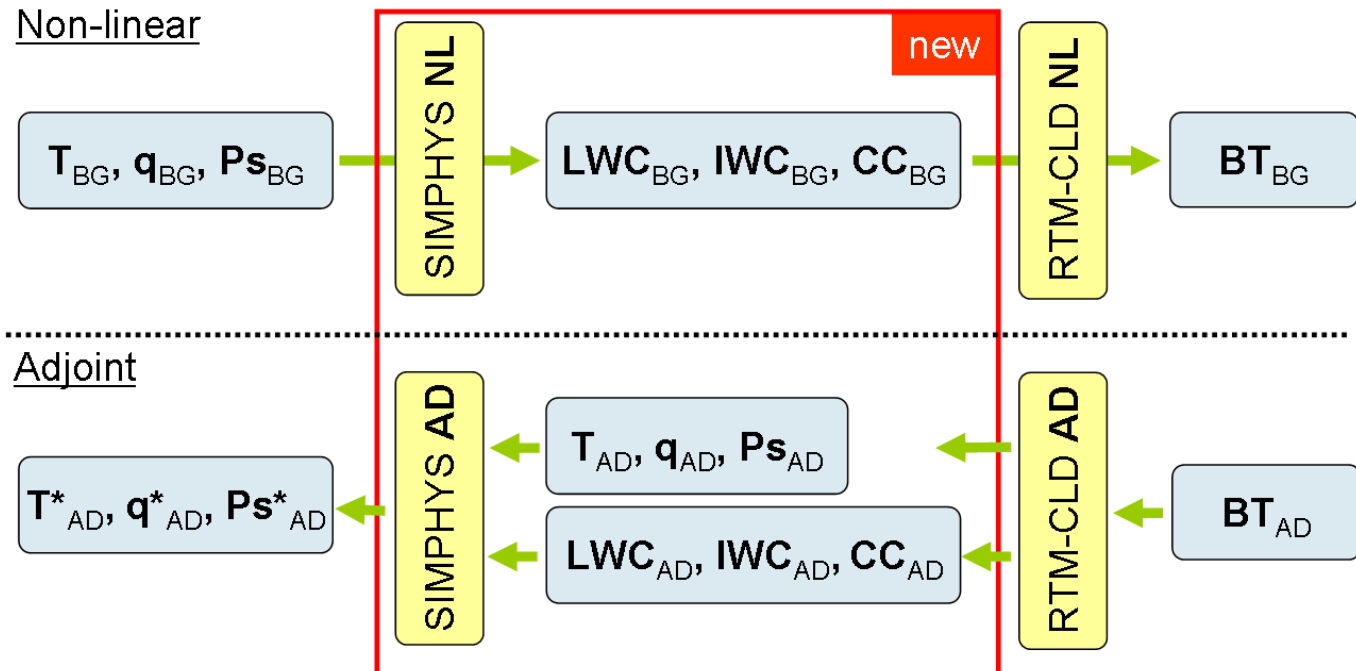 Non-linear
new
T_BG, q_BG, Ps_BG
SIMPHYS NL
LWC_BG, IWC_BG, CC_BG
RTM-CLD NL
BT_BG
Adjoint
T*_AD, q*_AD, Ps*_AD
SIMPHYS AD
T_AD, q_AD, Ps_AD
LWC_AD, IWC_AD, CC_AD
RTM-CLD AD
BT_AD